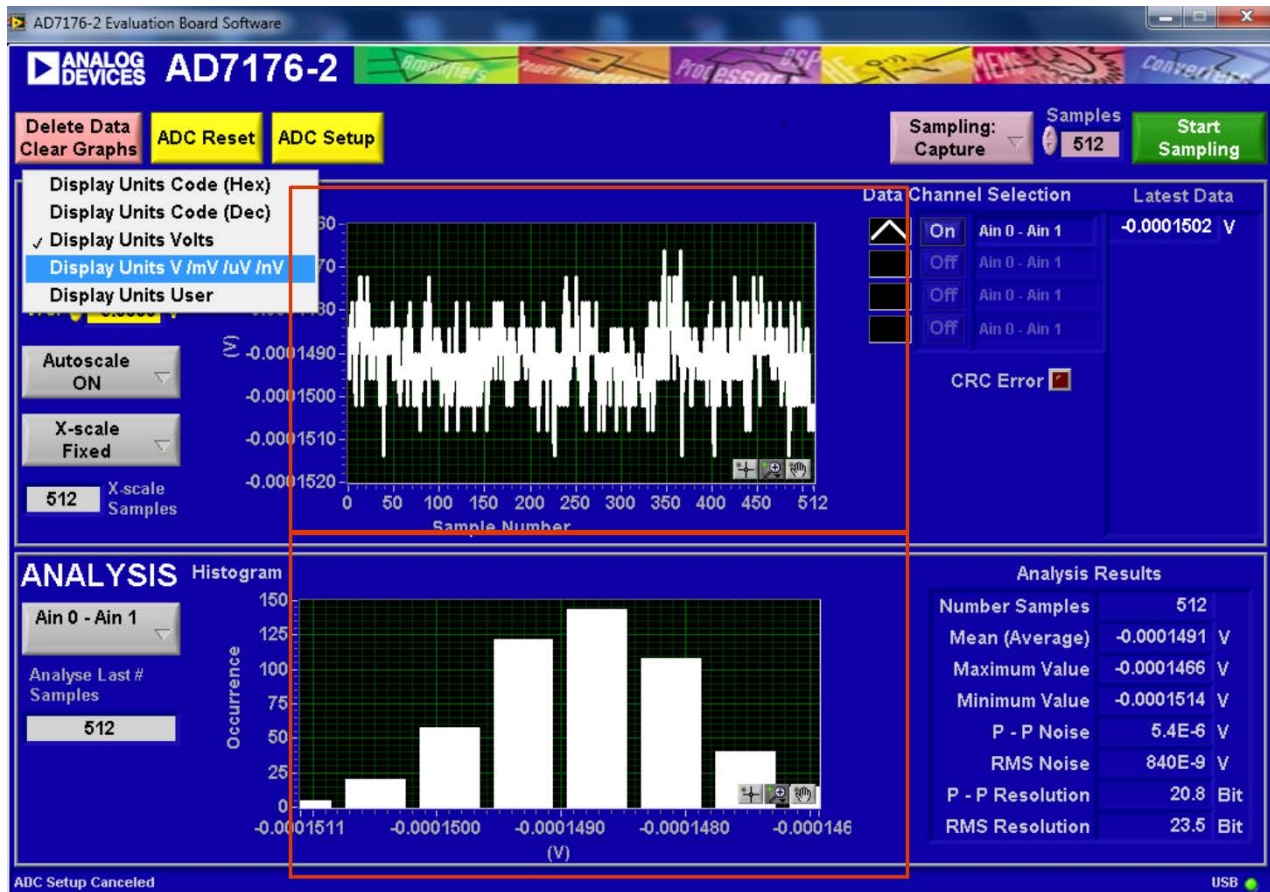 AD7176-2 Evaluation Board Software
ANALOG DEVICES
AD7176-2
Amplifiers
Power Management
Processors
DSP
MEMS
Converters
Delete Data
Clear Graphs
ADC Reset
ADC Setup
Sampling:
Capture
Samples
512
Start
Sampling
Display Units Code (Hex)
Display Units Code (Dec)
✓ Display Units Volts
Display Units V /mV /uV /nV
Display Units User
V
Autoscale
ON
X-scale
Fixed
512
X-scale
Samples
(V)
60
70
80
-0.0001490
-0.0001500
-0.0001510
-0.0001520
0 50 100 150 200 250 300 350 400 450 512
Sample Number
Data Channel Selection
Latest Data
On Ain 0 - Ain 1 -0.0001502 V
Off Ain 0 - Ain 1
Off Ain 0 - Ain 1
Off Ain 0 - Ain 1
CRC Error
ANALYSIS
Ain 0 - Ain 1
Analyse Last #
Samples
512
Histogram
Occurrence
150
125
100
75
50
25
0
-0.0001511 -0.0001500 -0.0001490 -0.0001480 -0.000146
(V)
Analysis Results
Number Samples 512
Mean (Average) -0.0001491 V
Maximum Value -0.0001466 V
Minimum Value -0.0001514 V
P - P Noise 5.4E-6 V
RMS Noise 840E-9 V
P - P Resolution 20.8 Bit
RMS Resolution 23.5 Bit
ADC Setup Canceled
USB